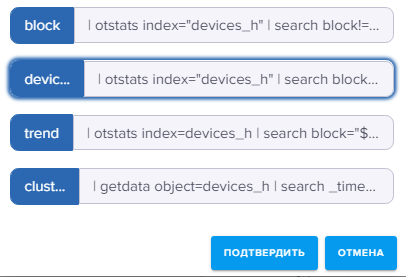 block | otstats index="devices_h" | search block!=...
devic... | otstats index="devices_h" | search block...
trend | otstats index=devices_h | search block="$...
clust... | getdata object=devices_h | search _time...
ПОДТВЕРДИТЬ ОТМЕНА